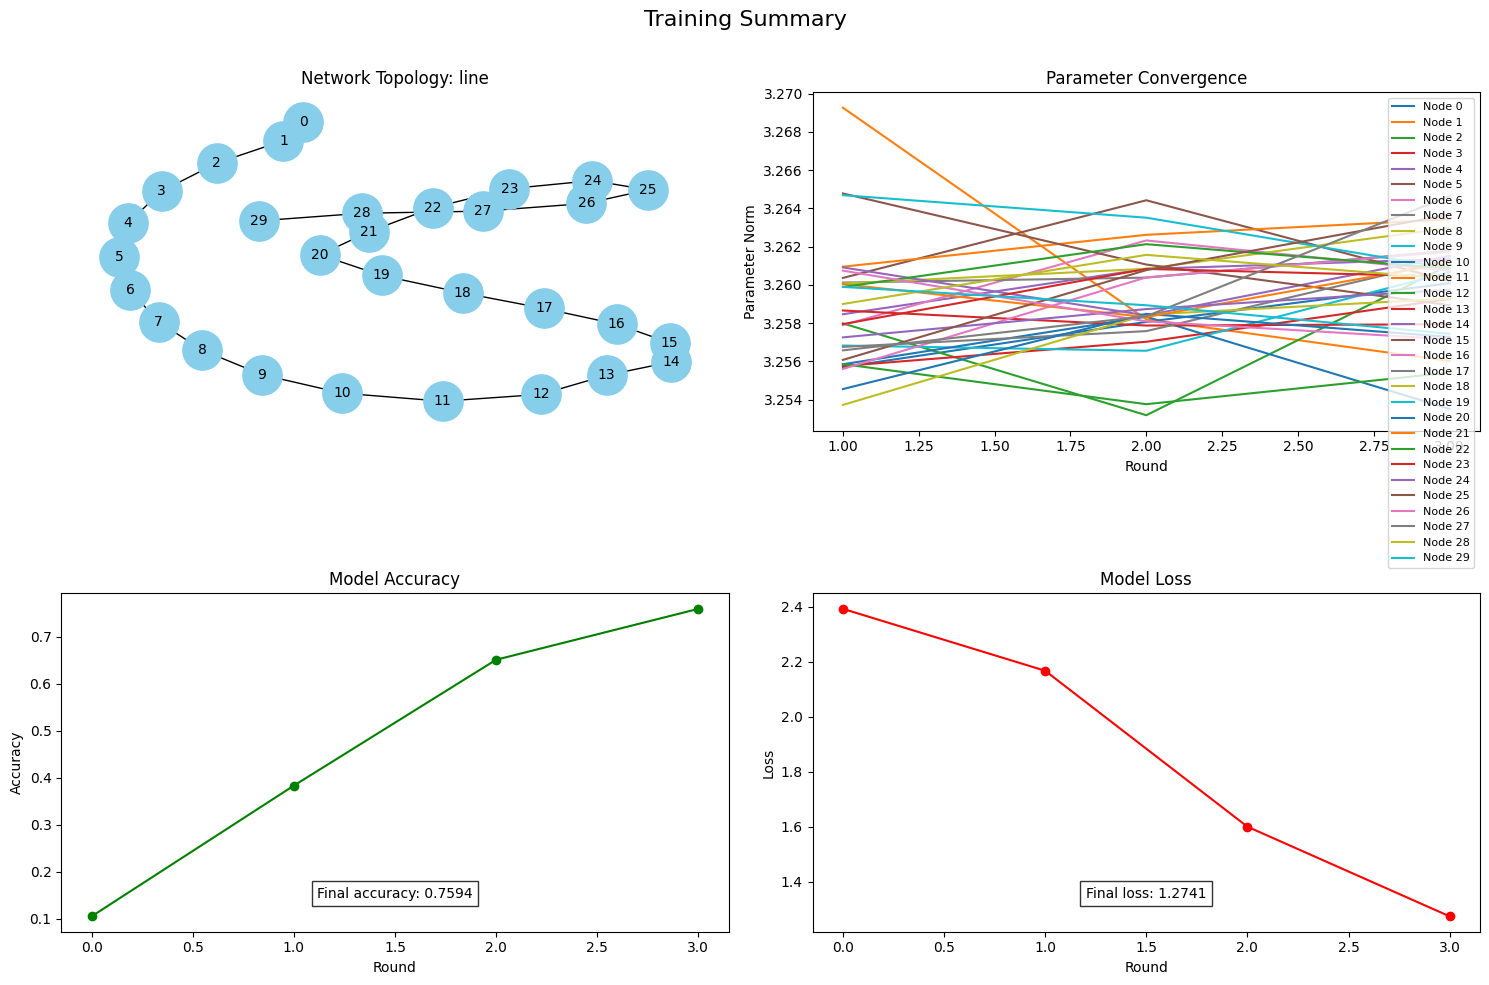 Training Summary
Network Topology: line
0
1
2
3
4
5
6
7
8
9
10
11
12
13
14
15
16
17
18
19
20
21
22
23
24
25
26
27
28
29
Parameter Convergence
Parameter Norm
3.270
3.268
3.266
3.264
3.262
3.260
3.258
3.256
3.254
1.00 1.25 1.50 1.75 2.00 2.25 2.50 2.75 3.00
Round
Node 0
Node 1
Node 2
Node 3
Node 4
Node 5
Node 6
Node 7
Node 8
Node 9
Node 10
Node 11
Node 12
Node 13
Node 14
Node 15
Node 16
Node 17
Node 18
Node 19
Node 20
Node 21
Node 22
Node 23
Node 24
Node 25
Node 26
Node 27
Node 28
Node 29
Model Accuracy
Accuracy
0.7
0.6
0.5
0.4
0.3
0.2
0.1
Final accuracy: 0.7594
0.0 0.5 1.0 1.5 2.0 2.5 3.0
Round
Model Loss
Loss
2.4
2.2
2.0
1.8
1.6
1.4
Final loss: 1.2741
0.0 0.5 1.0 1.5 2.0 2.5 3.0
Round